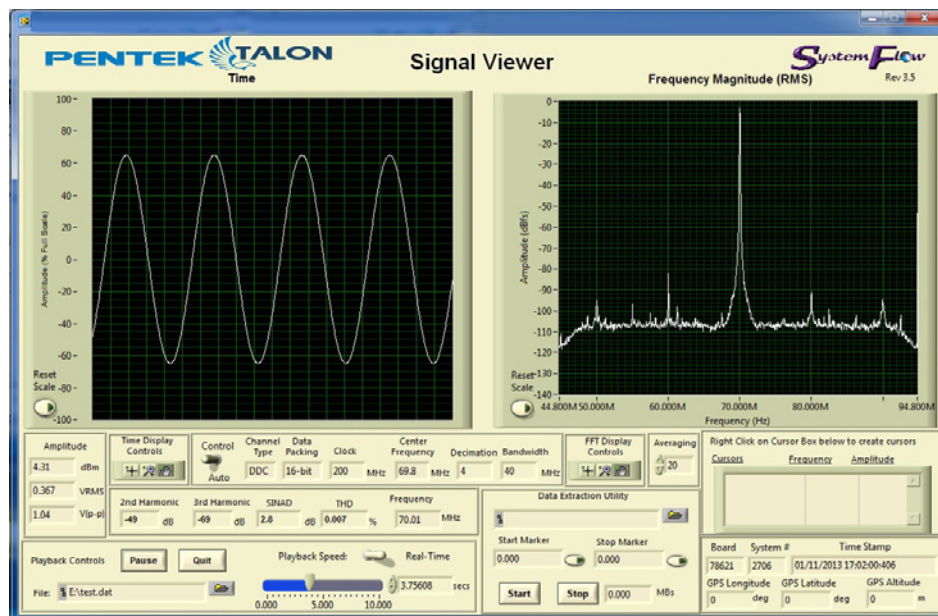 PENTEK TALON
Signal Viewer
SystemFlow
Rev 3.5
Time
Frequency Magnitude (RMS)
100
80
60
40
20
0
-20
-40
-60
-80
-100
Amplitude (% Full Scale)
Reset
Scale
0
-10
-20
-30
-40
-50
-60
-70
-80
-90
-100
-110
-120
-130
-140
Amplitude (dBfs)
Reset
Scale
44.800M 50.000M 60.000M 70.000M 80.000M 94.800M
Frequency (Hz)
Amplitude
4.31 dBm
0.367 VRMS
1.04 V(p-p)
Time Display
Controls
Control
Auto
Channel
Type
DDC
Data
Packing
16-bit
Clock
200 MHz
Center
Frequency
69.8 MHz
Decimation
4
Bandwidth
40 MHz
FFT Display
Controls
Averaging
20
Right Click on Cursor Box below to create cursors
Cursors Frequency Amplitude
2nd Harmonic
-49 dB
3rd Harmonic
-69 dB
SINAD
2.8 dB
THD
0.007 %
Frequency
70.01 MHz
Data Extraction Utility
Start Marker
0.000
Stop Marker
0.000
Start
Stop
0.000 MBs
Playback Controls
Pause
Quit
Playback Speed:
Real-Time
File: E:\test.dat
0.000 5.000 10.000
3.75608 secs
Board System # Time Stamp
78621 2706 01/11/2013 17:02:00:406
GPS Longitude GPS Latitude GPS Altitude
0 deg 0 deg 0 m